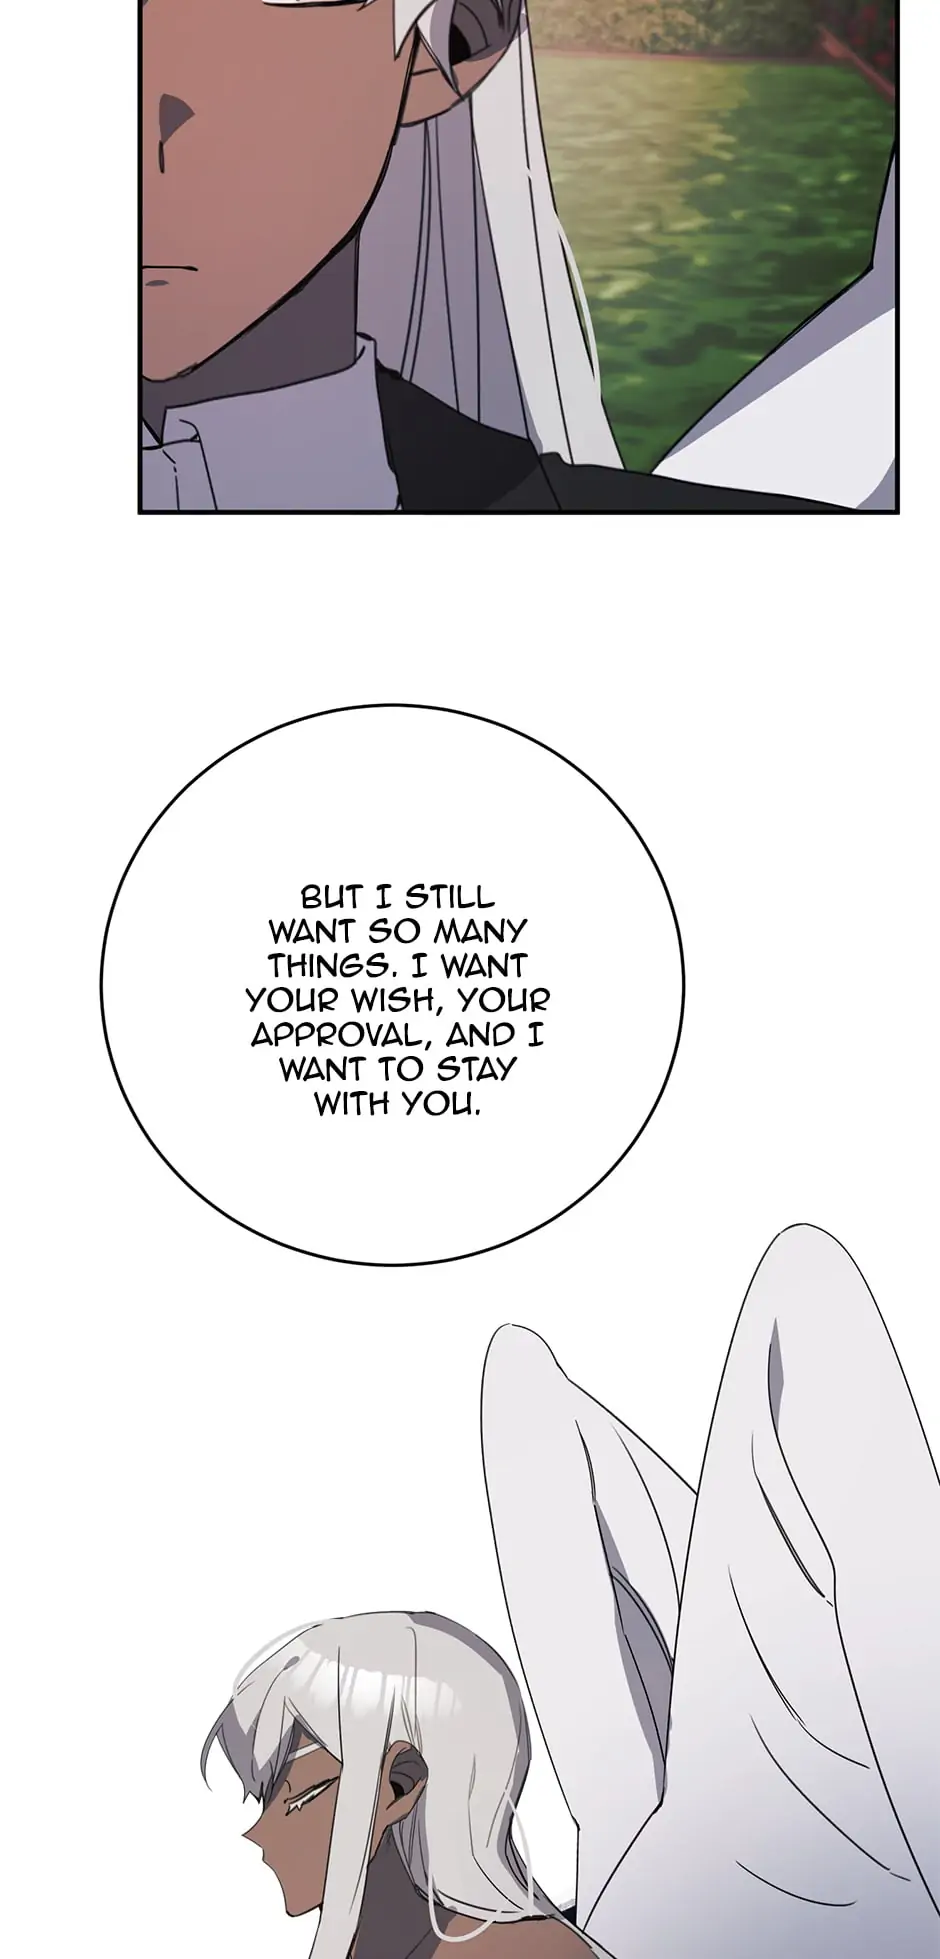 BUT I STILL
WANT SO MANY
THINGS. I WANT
YOUR WISH, YOUR
APPROVAL, AND I
WANT TO STAY
WITH YOU.